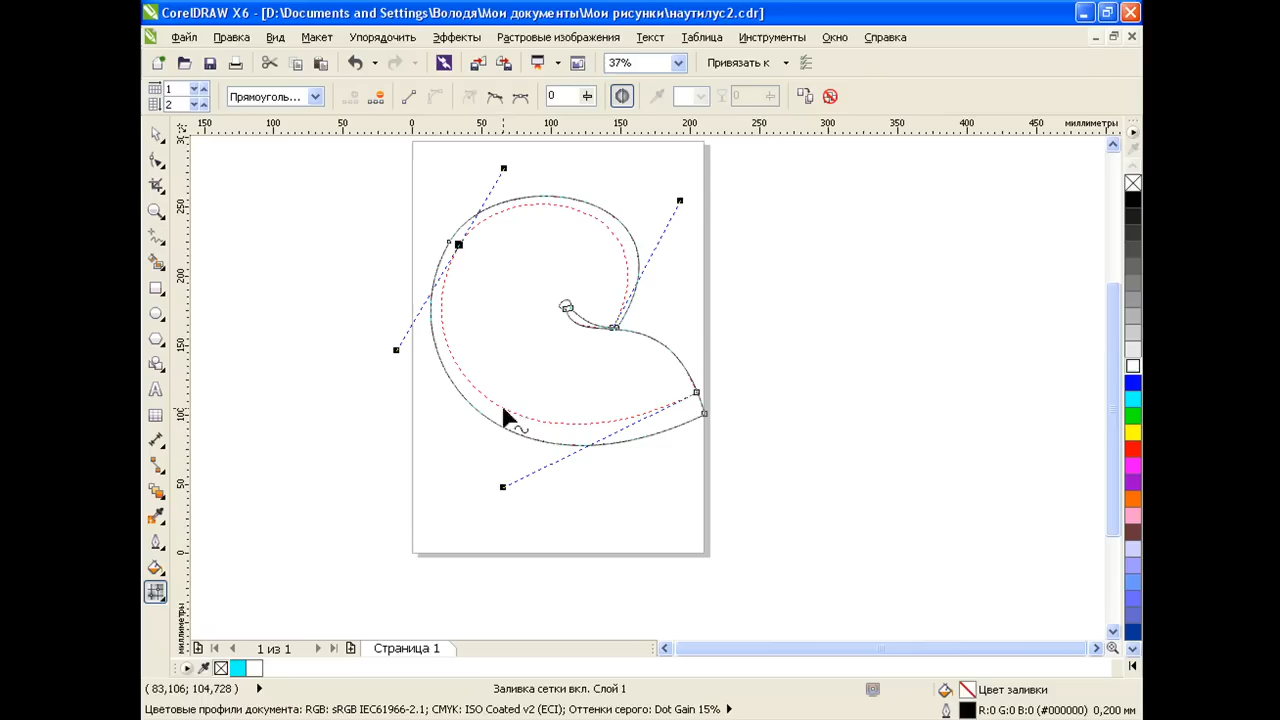 CorelDRAW X6 - [D:\Documents and Settings\Володя\Мои документы\Мои рисунки\наутилус2.cdr]
Файл Правка Вид Макет Упорядочить Эффекты Растровые изображения Текст Таблица Инструменты Окно Справка
37% Привязать к
1
2
Прямоуголь...
0
0
150 100 50 0 50 100 150 200 250 300 350 400 450 миллиметры
250
200
150
100
50
0
миллиметры
1 из 1 Страница 1
( 83,106; 104,728 ) Заливка сетки вкл. Слой 1 Цвет заливки
Цветовые профили документа: RGB: sRGB IEC61966-2.1; CMYK: ISO Coated v2 (ECI); Оттенки серого: Dot Gain 15% R:0 G:0 B:0 (#000000) 0,200 мм